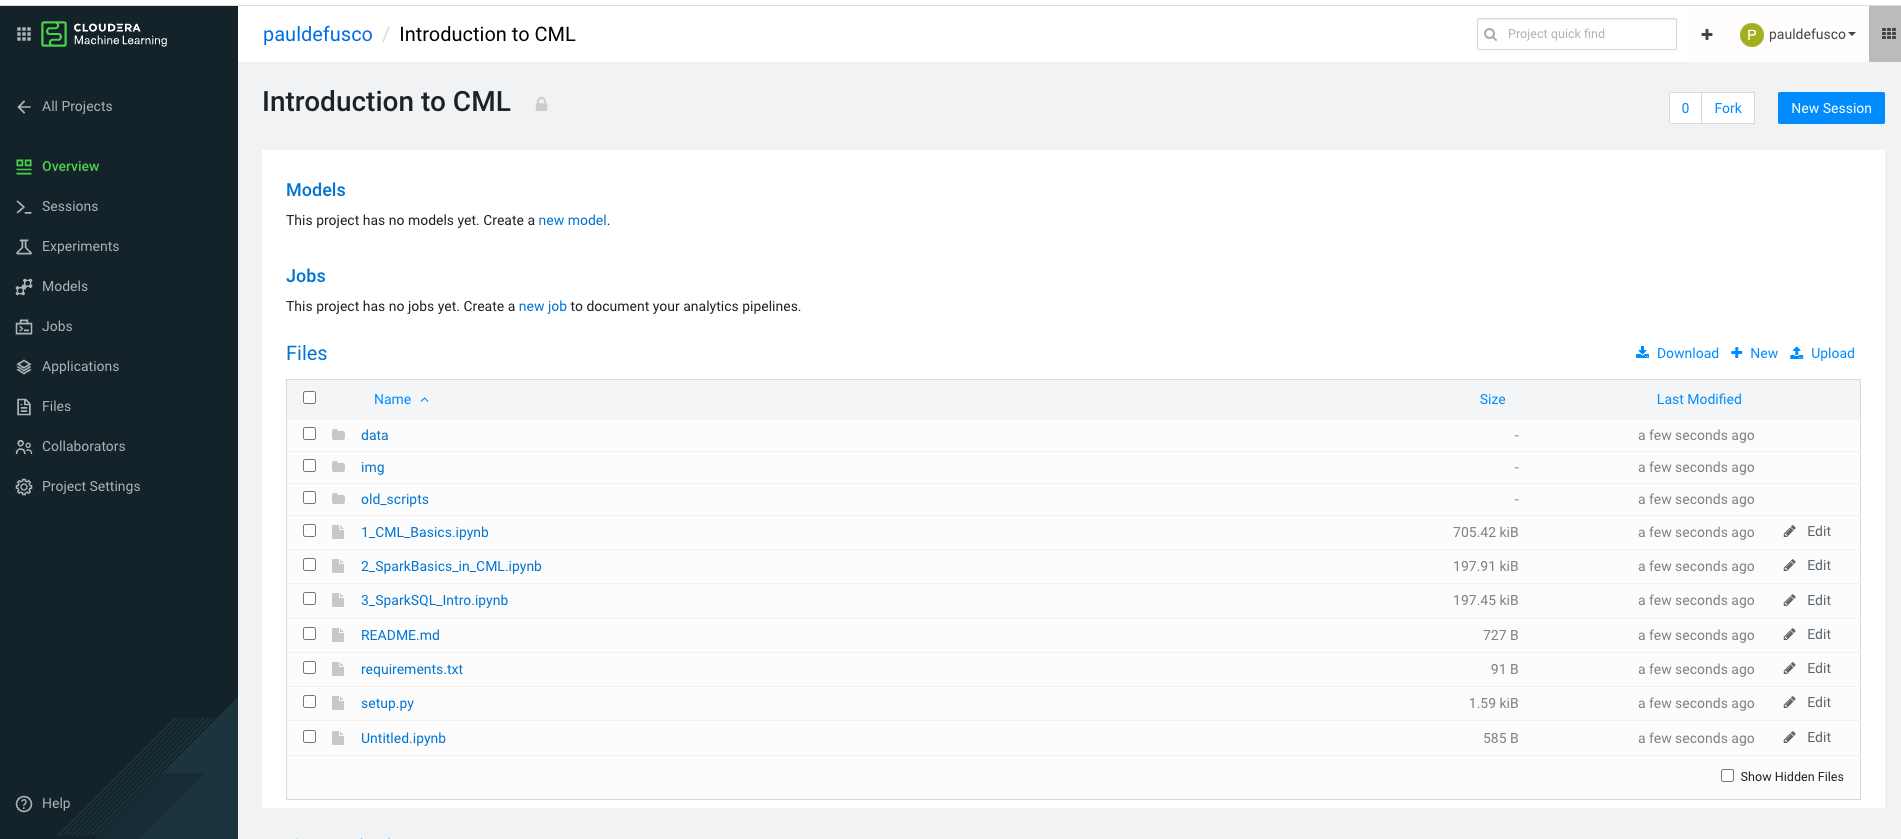 CLOUDERA
Machine Learning
pauldefusco / Introduction to CML
Project quick find
P pauldefusco
All Projects
Overview
Sessions
Experiments
Models
Jobs
Applications
Files
Collaborators
Project Settings
Help
Introduction to CML
0 Fork New Session
Models
This project has no models yet. Create a new model.
Jobs
This project has no jobs yet. Create a new job to document your analytics pipelines.
Files
Download New Upload
Name Size Last Modified
data - a few seconds ago
img - a few seconds ago
old_scripts - a few seconds ago
1_CML_Basics.ipynb 705.42 kiB a few seconds ago Edit
2_SparkBasics_in_CML.ipynb 197.91 kiB a few seconds ago Edit
3_SparkSQL_Intro.ipynb 197.45 kiB a few seconds ago Edit
README.md 727 B a few seconds ago Edit
requirements.txt 91 B a few seconds ago Edit
setup.py 1.59 kiB a few seconds ago Edit
Untitled.ipynb 585 B a few seconds ago Edit
Show Hidden Files